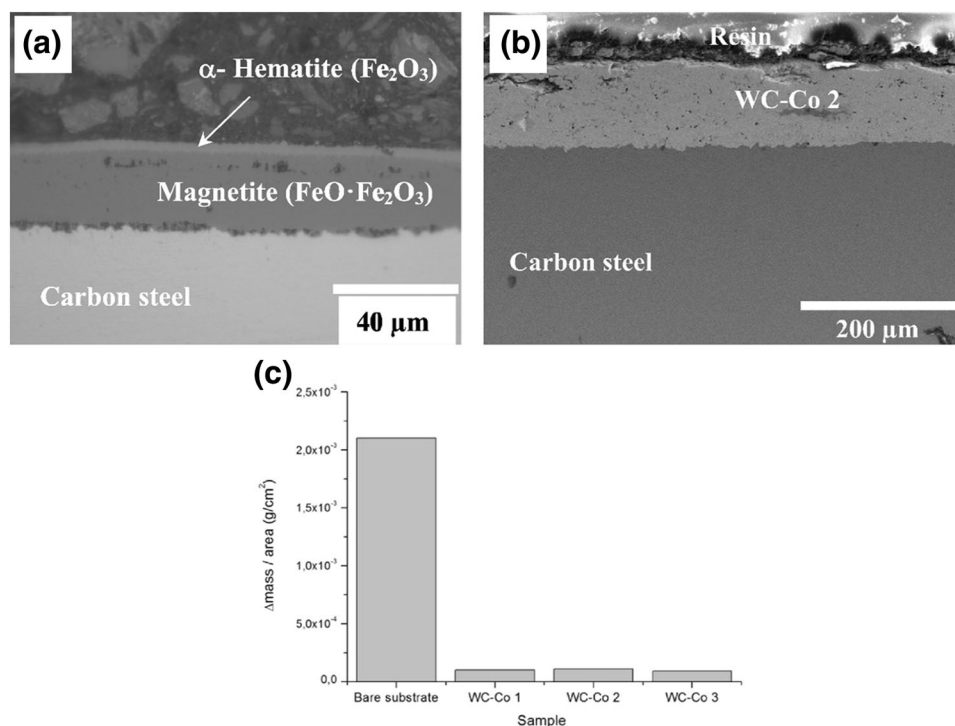 (a)
α- Hematite (Fe₂O₃)
Magnetite (FeO·Fe₂O₃)
Carbon steel
40 µm
(b)
Resin
WC-Co 2
Carbon steel
200 µm
(c)
2,5x10⁻³
2,0x10⁻³
1,5x10⁻³
1,0x10⁻³
5,0x10⁻⁴
0,0
Δmass / area (g/cm²)
Bare substrate WC-Co 1 WC-Co 2 WC-Co 3
Sample